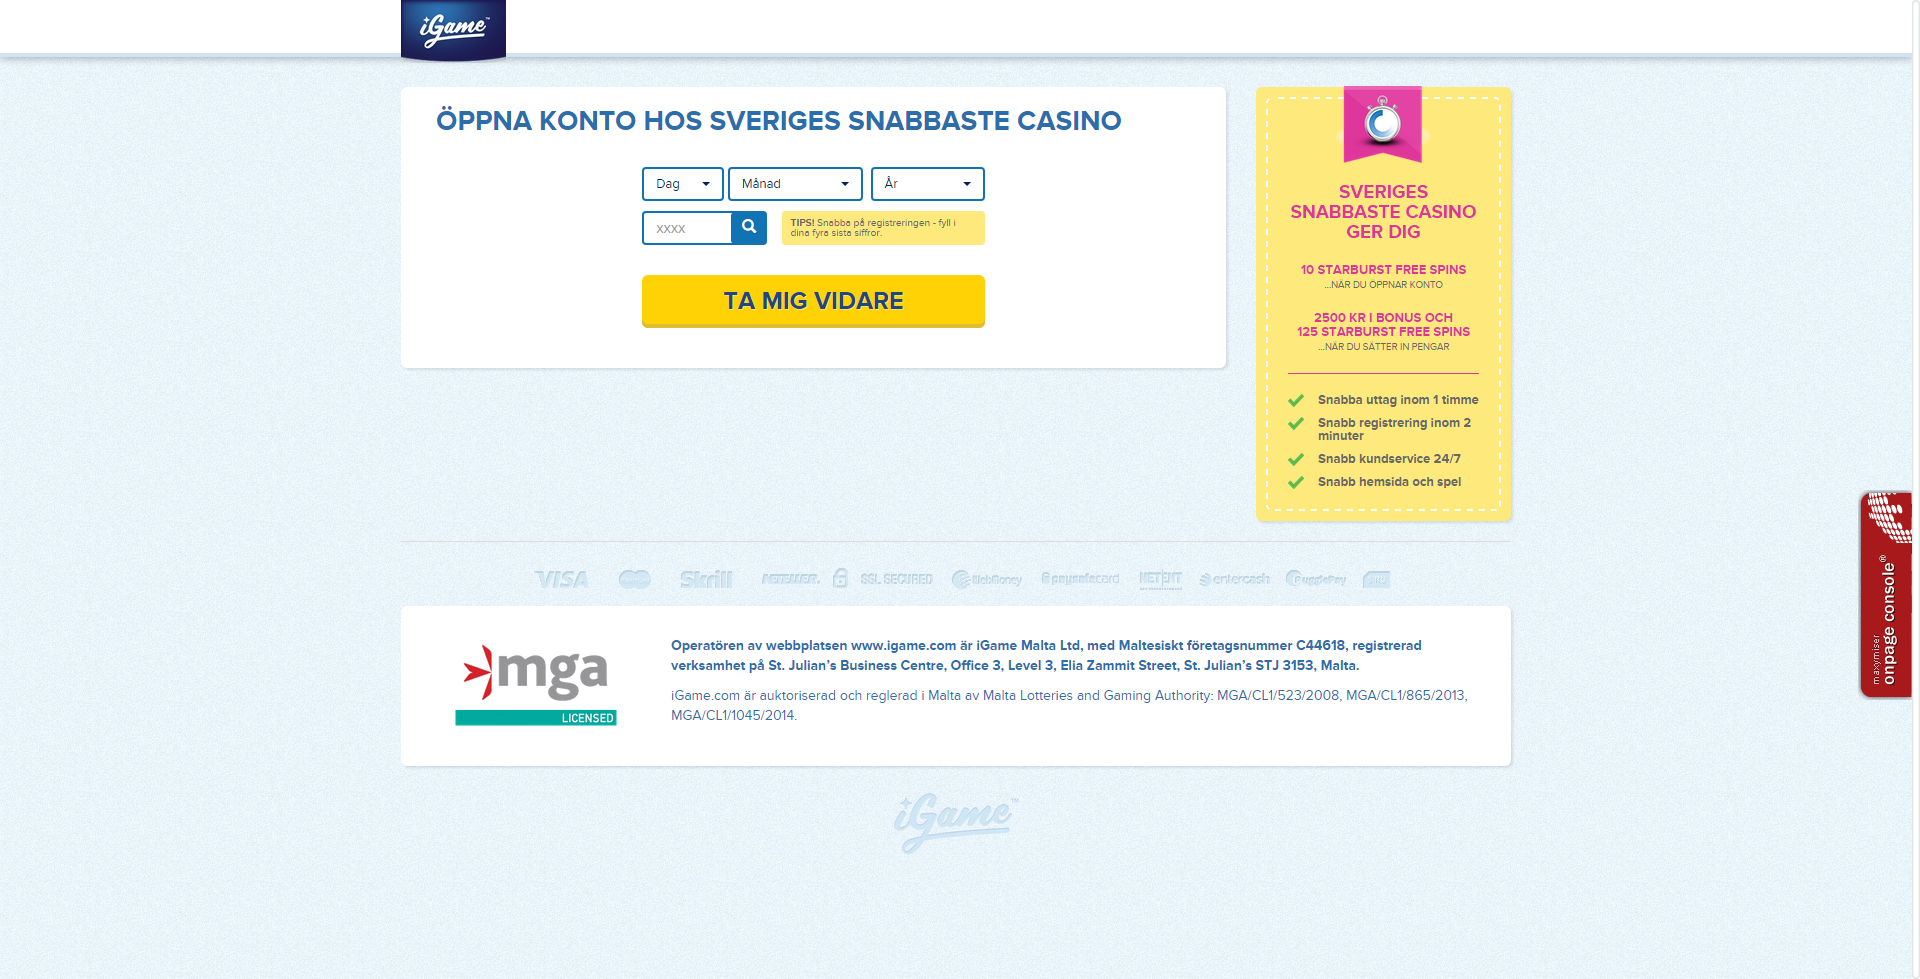 iGame™
ÖPPNA KONTO HOS SVERIGES SNABBASTE CASINO
Dag
Månad
År
XXXX
TIPS! Snabba på registreringen - fyll i
dina fyra sista siffror.
TA MIG VIDARE
SVERIGES
SNABBASTE CASINO
GER DIG
10 STARBURST FREE SPINS
...NÄR DU ÖPPNAR KONTO
2500 KR I BONUS OCH
125 STARBURST FREE SPINS
...NÄR DU SÄTTER IN PENGAR
Snabba uttag inom 1 timme
Snabb registrering inom 2
minuter
Snabb kundservice 24/7
Snabb hemsida och spel
maxymiser
onpage console®
VISA
Skrill
NETELLER
SSL SECURED
WebMoney
paysafecard
NET ENT
entercash
PugglePay
mga
LICENSED
Operatören av webbplatsen www.igame.com är iGame Malta Ltd, med Maltesiskt företagsnummer C44618, registrerad
verksamhet på St. Julian's Business Centre, Office 3, Level 3, Elia Zammit Street, St. Julian's STJ 3153, Malta.
iGame.com är auktoriserad och reglerad i Malta av Malta Lotteries and Gaming Authority: MGA/CL1/523/2008, MGA/CL1/865/2013,
MGA/CL1/1045/2014.
iGame™